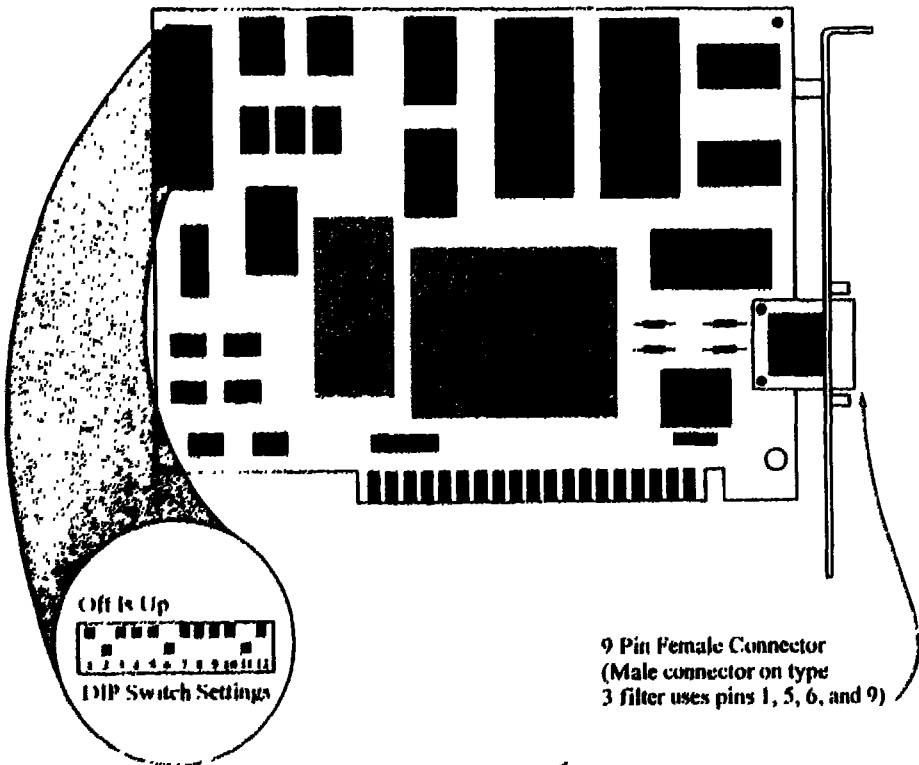 Off Is Up
1 2 3 4 5 6 7 8 9 10 11 12
DIP Switch Settings
9 Pin Female Connector
(Male connector on type
3 filter uses pins 1, 5, 6, and 9)